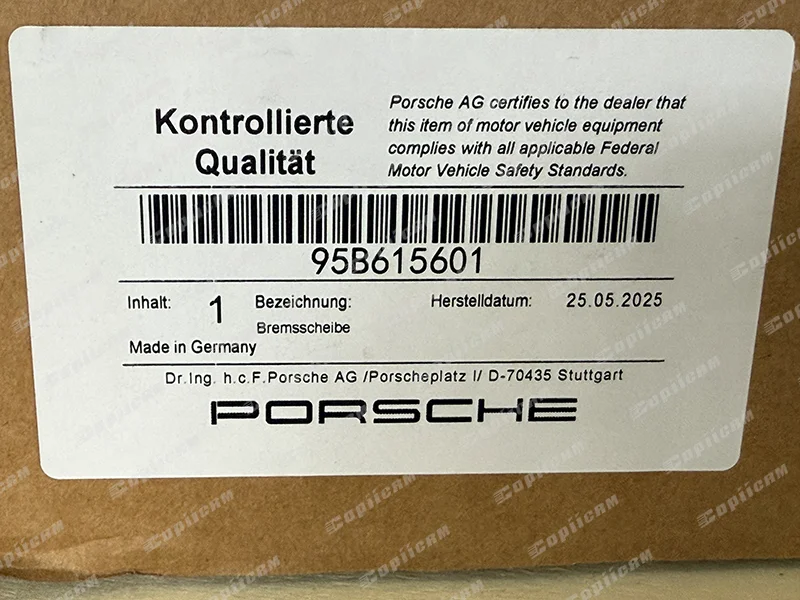 Kontrollierte
Qualität
Porsche AG certifies to the dealer that
this item of motor vehicle equipment
complies with all applicable Federal
Motor Vehicle Safety Standards.
95B615601
Inhalt: 1 Bezeichnung: Herstelldatum: 25.05.2025
Bremsscheibe
Made in Germany
Dr.Ing. h.c.F.Porsche AG /Porscheplatz I/ D-70435 Stuttgart
PORSCHE
Copiicam